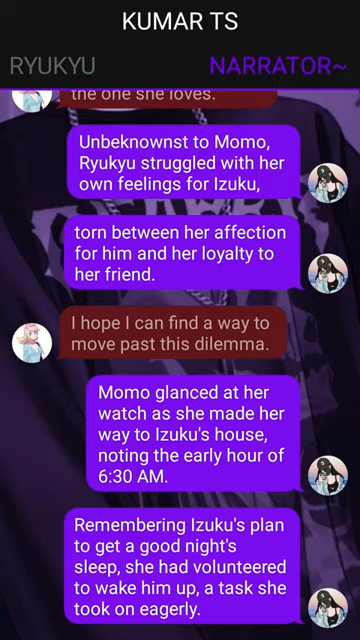 KUMAR TS
RYUKYU
NARRATOR~
the one she loves.
Unbeknownst to Momo,
Ryukyu struggled with her
own feelings for Izuku,
torn between her affection
for him and her loyalty to
her friend.
I hope I can find a way to
move past this dilemma.
Momo glanced at her
watch as she made her
way to Izuku's house,
noting the early hour of
6:30 AM.
Remembering Izuku's plan
to get a good night's
sleep, she had volunteered
to wake him up, a task she
took on eagerly.